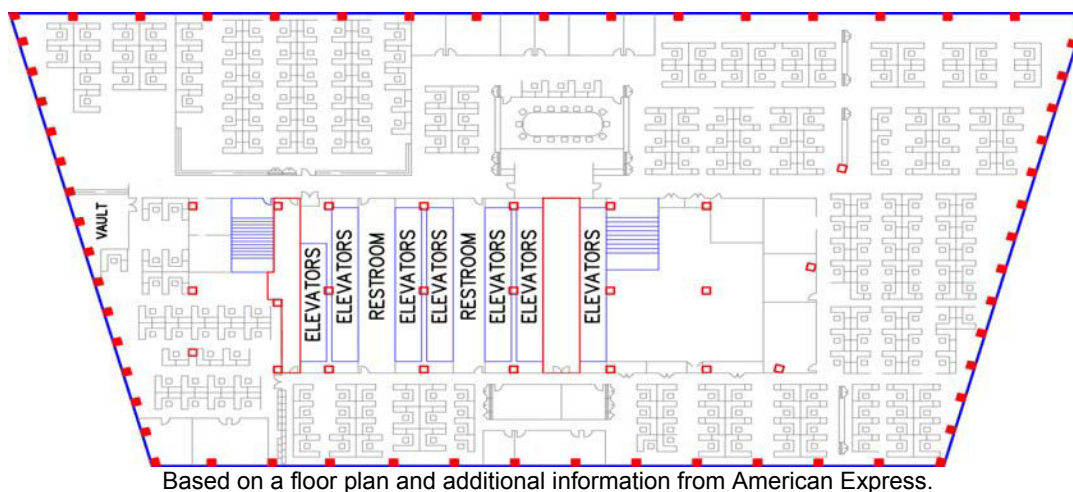 VAULT
ELEVATORS
ELEVATORS
RESTROOM
ELEVATORS
ELEVATORS
RESTROOM
ELEVATORS
ELEVATORS
ELEVATORS
Based on a floor plan and additional information from American Express.